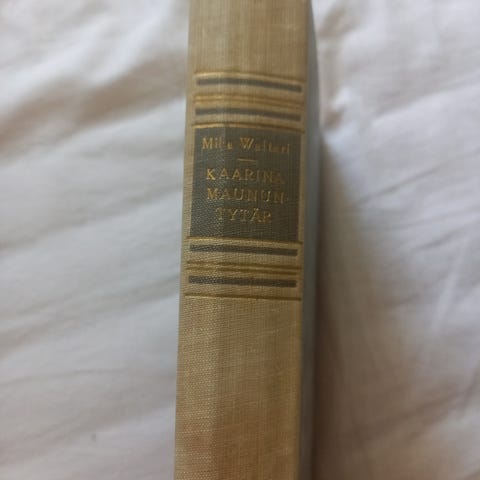 Mika Waltari
KAARINA
MAUNUN-
TYTÄR